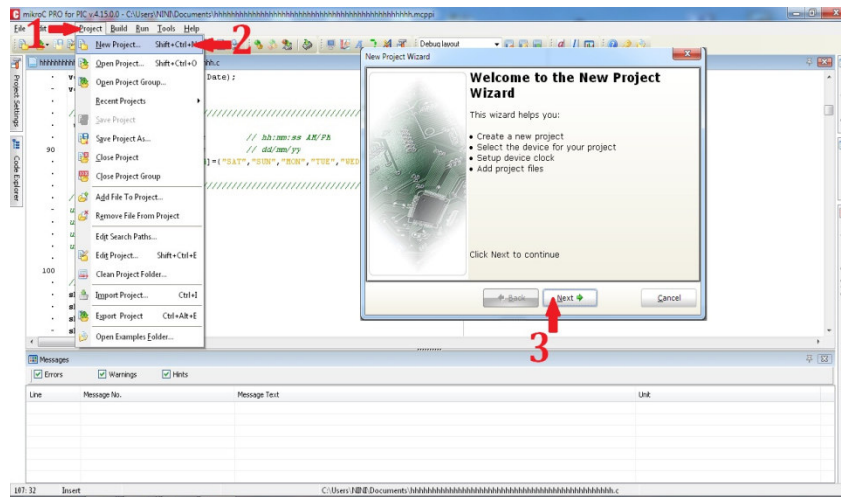 mikroC PRO for PIC v.4.15.0.0 - C:\Users\NINI\Documents\hhhhhhhhhhhhhhhhhhhhhhhhhhhhhhhhhhhhhhhhhhhhhhhhh.mcppi
File Edit Project Build Run Tools Help
1
2
Debug layout
New Project... Shift+Ctrl+N
Open Project... Shift+Ctrl+O
Open Project Group...
Recent Projects
Save Project
Save Project As...
Close Project
Close Project Group
Add File To Project...
Remove File From Project
Edit Search Paths...
Edit Project... Shift+Ctrl+E
Clean Project Folder...
Import Project... Ctrl+I
Export Project Ctrl+Alt+E
Open Examples Folder...
Project Settings
Code Explorer
Date);
// hh:mm:ss AM/PM
// dd/mm/yy
]={"SAT","SUN","MON","TUE","WED
90
100
New Project Wizard
Welcome to the New Project
Wizard
This wizard helps you:
• Create a new project
• Select the device for your project
• Setup device clock
• Add project files
Click Next to continue
Back Next Cancel
3
Messages
Errors Warnings Hints
Line Message No. Message Text Unit
107: 32 Insert C:\Users\NINI\Documents\hhhhhhhhhhhhhhhhhhhhhhhhhhhhhhhhhhhhhhhhhhhhhhhhh.c